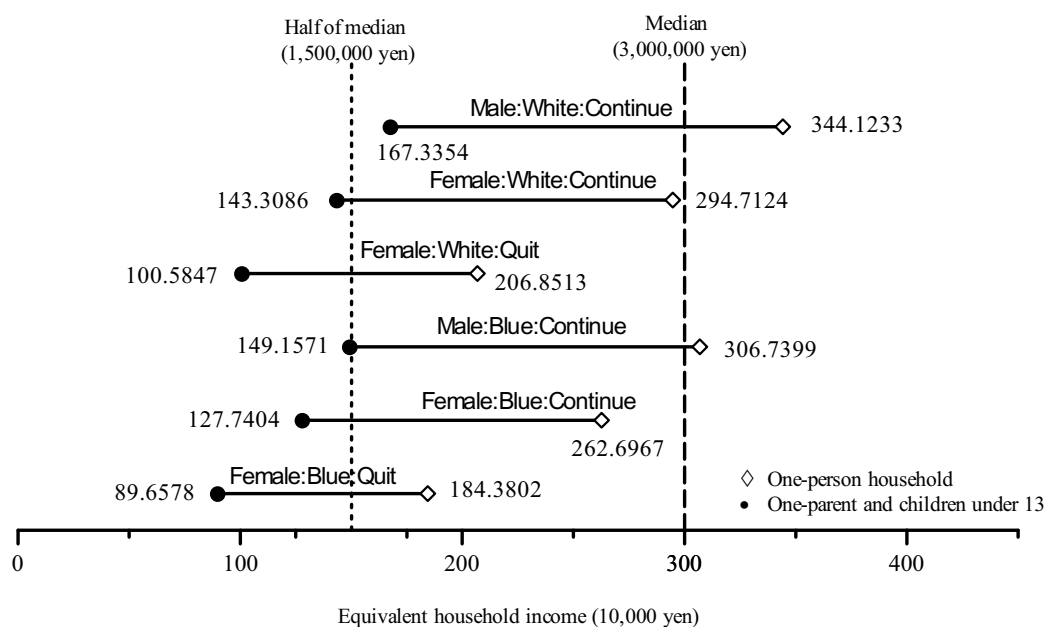 Half of median
(1,500,000 yen)
Median
(3,000,000 yen)
Male:White:Continue
344.1233
167.3354
Female:White:Continue
143.3086
294.7124
Female:White:Quit
100.5847
206.8513
Male:Blue:Continue
149.1571
306.7399
Female:Blue:Continue
127.7404
262.6967
Female:Blue:Quit
89.6578
184.3802
One-person household
One-parent and children under 13
0
100
200
300
400
Equivalent household income (10,000 yen)